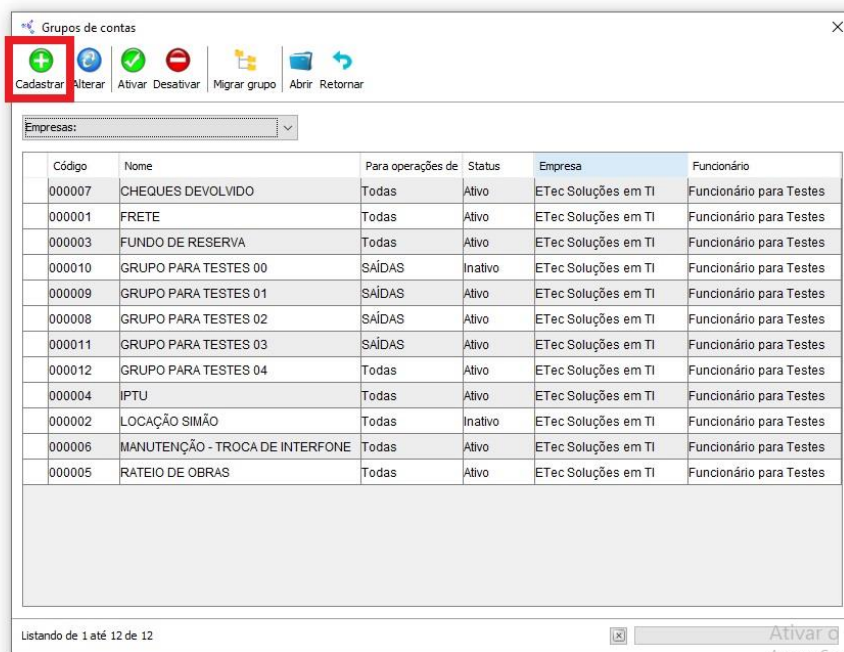 Grupos de contas
Cadastrar Alterar Ativar Desativar Migrar grupo Abrir Retornar
Empresas:
Código Nome Para operações de Status Empresa Funcionário
000007 CHEQUES DEVOLVIDO Todas Ativo ETec Soluções em TI Funcionário para Testes
000001 FRETE Todas Ativo ETec Soluções em TI Funcionário para Testes
000003 FUNDO DE RESERVA Todas Ativo ETec Soluções em TI Funcionário para Testes
000010 GRUPO PARA TESTES 00 SAÍDAS Inativo ETec Soluções em TI Funcionário para Testes
000009 GRUPO PARA TESTES 01 SAÍDAS Ativo ETec Soluções em TI Funcionário para Testes
000008 GRUPO PARA TESTES 02 SAÍDAS Ativo ETec Soluções em TI Funcionário para Testes
000011 GRUPO PARA TESTES 03 SAÍDAS Ativo ETec Soluções em TI Funcionário para Testes
000012 GRUPO PARA TESTES 04 Todas Ativo ETec Soluções em TI Funcionário para Testes
000004 IPTU Todas Ativo ETec Soluções em TI Funcionário para Testes
000002 LOCAÇÃO SIMÃO Todas Inativo ETec Soluções em TI Funcionário para Testes
000006 MANUTENÇÃO - TROCA DE INTERFONE Todas Ativo ETec Soluções em TI Funcionário para Testes
000005 RATEIO DE OBRAS Todas Ativo ETec Soluções em TI Funcionário para Testes
Listando de 1 até 12 de 12
Ativar o